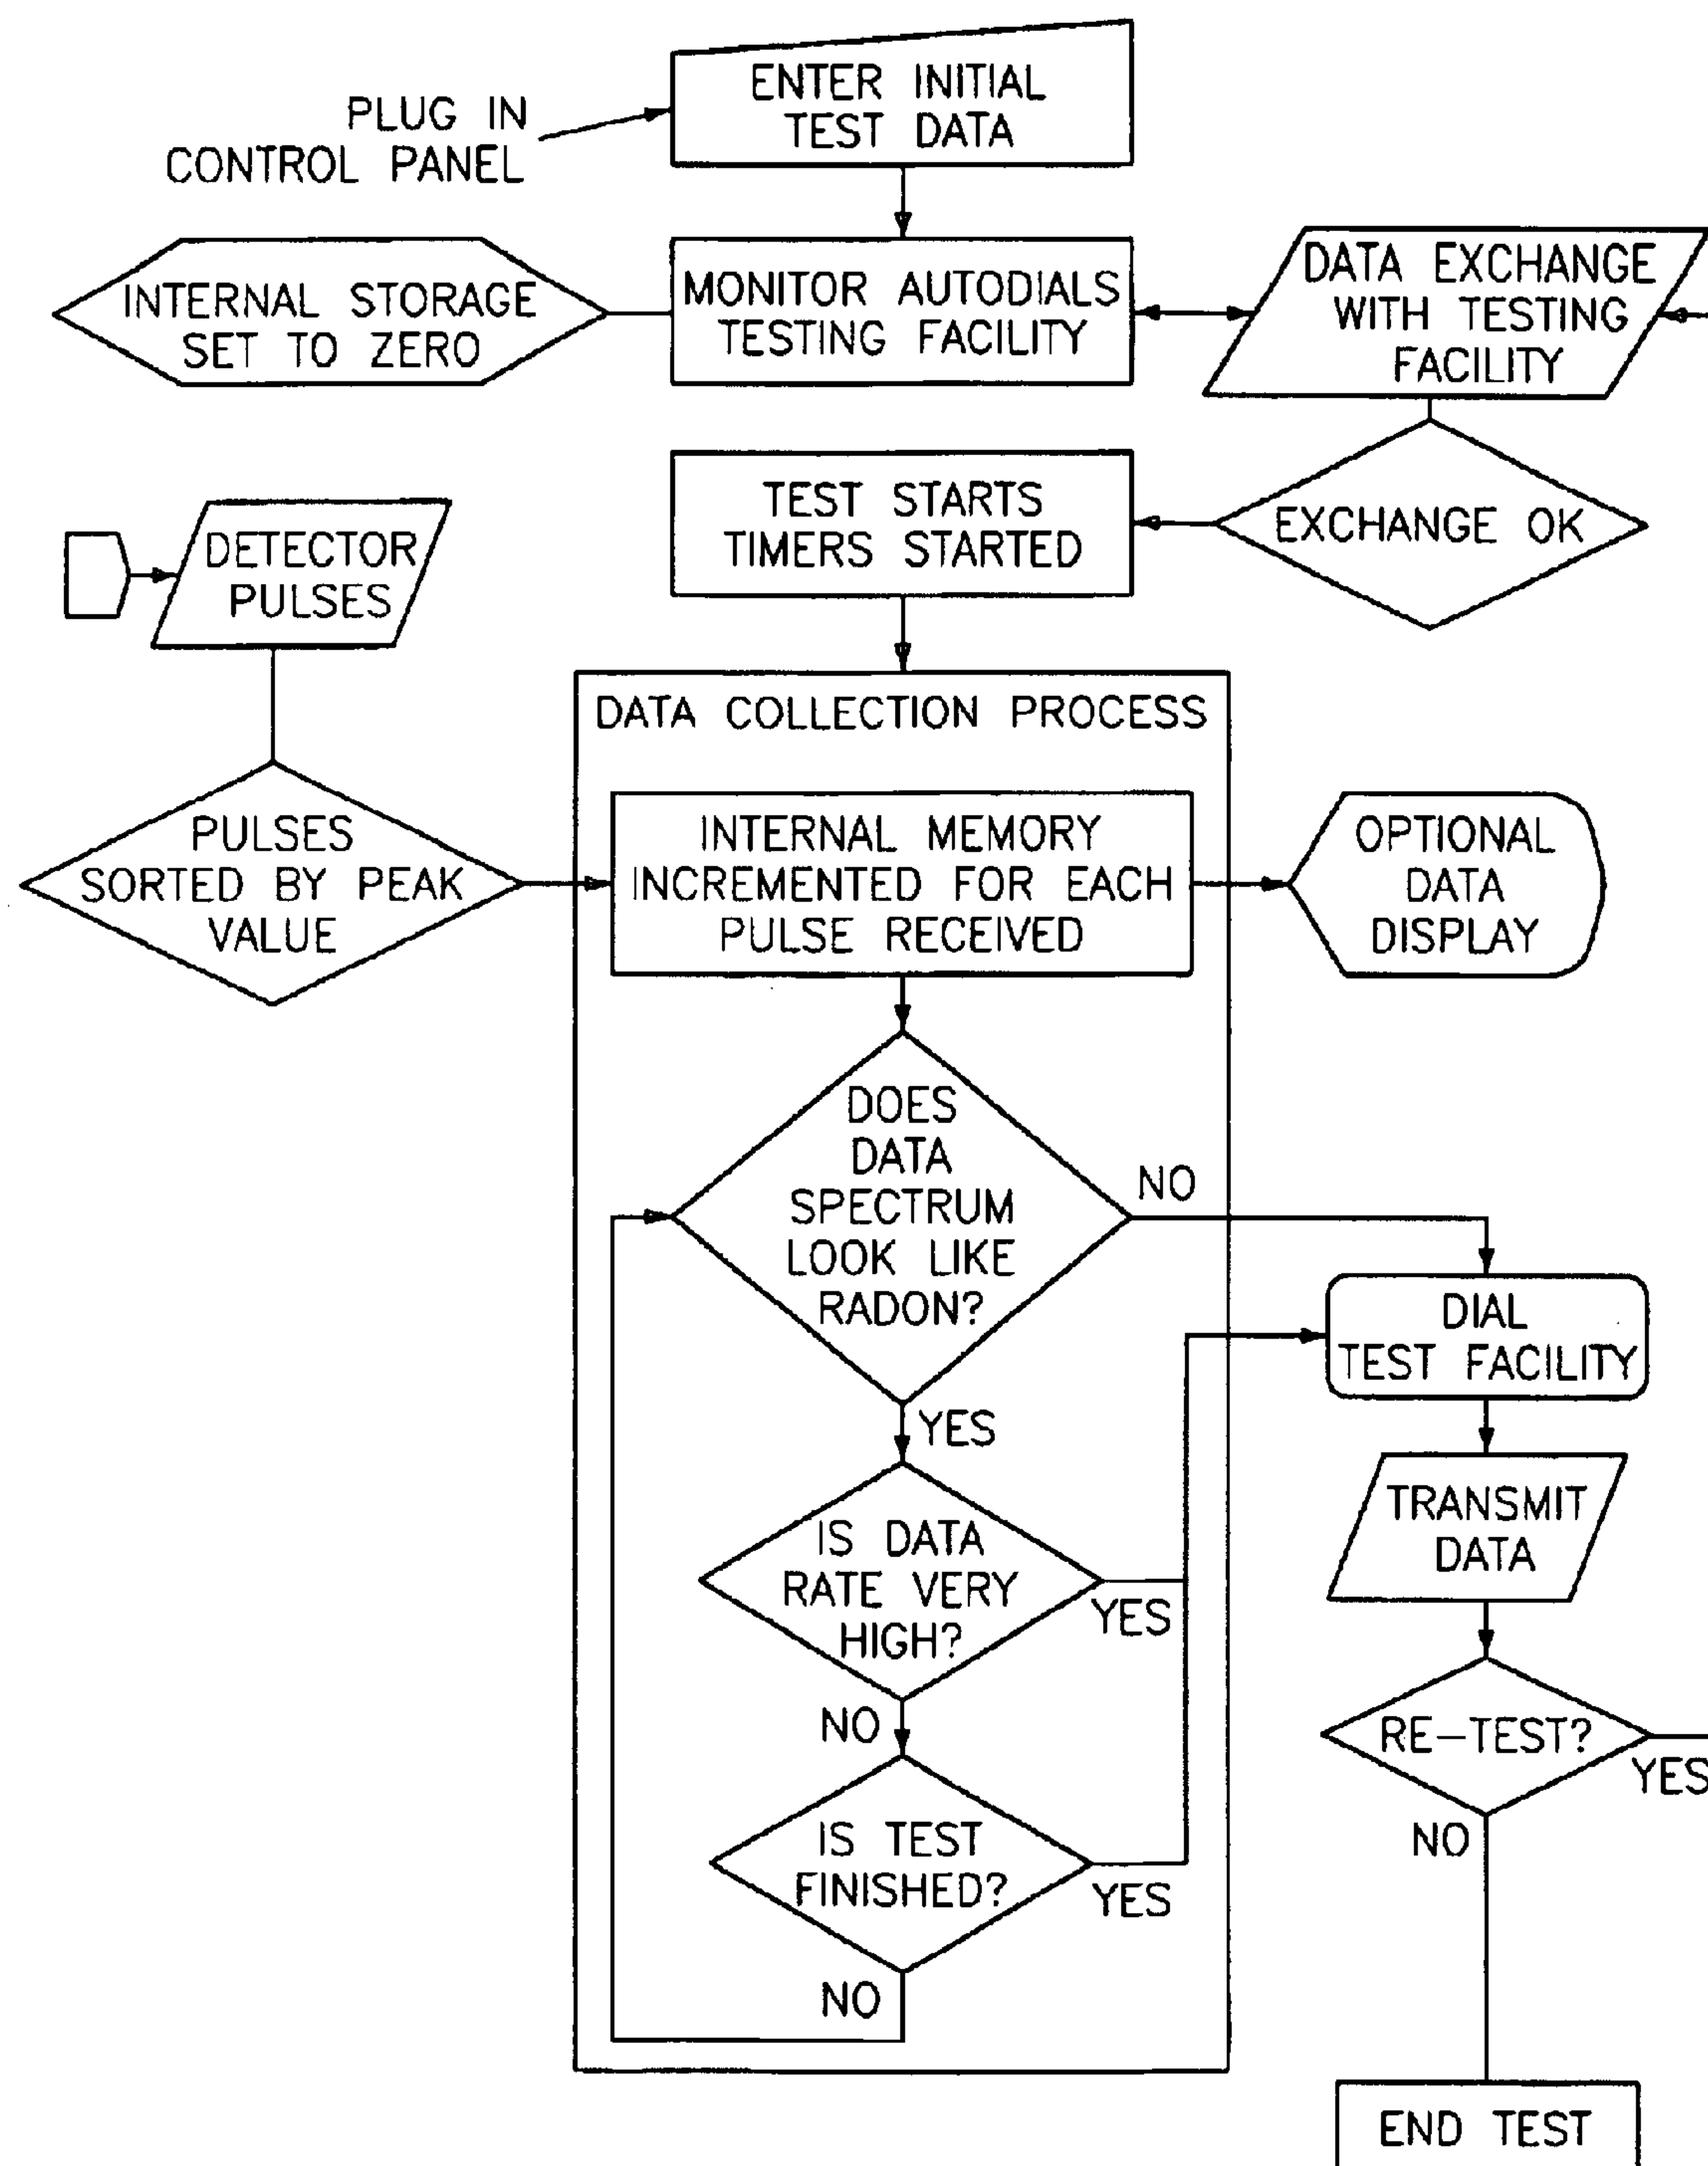 ENTER INITIAL
TEST DATA
PLUG IN
CONTROL PANEL
INTERNAL STORAGE
SET TO ZERO
MONITOR AUTODIALS
TESTING FACILITY
DATA EXCHANGE
WITH TESTING
FACILITY
TEST STARTS
TIMERS STARTED
EXCHANGE OK
DETECTOR
PULSES
DATA COLLECTION PROCESS
PULSES
SORTED BY PEAK
VALUE
INTERNAL MEMORY
INCREMENTED FOR EACH
PULSE RECEIVED
OPTIONAL
DATA
DISPLAY
DOES
DATA
SPECTRUM
LOOK LIKE
RADON?
NO
DIAL
TEST FACILITY
YES
TRANSMIT
DATA
IS DATA
RATE VERY
HIGH?
YES
NO
RE-TEST?
YES
NO
IS TEST
FINISHED?
YES
NO
END TEST